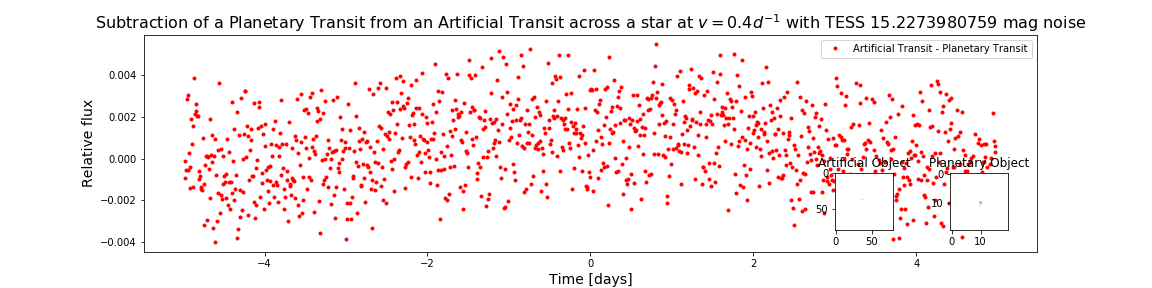 Subtraction of a Planetary Transit from an Artificial Transit across a star at v = 0.4d⁻¹ with TESS 15.2273980759 mag noise
Artificial Transit - Planetary Transit
Relative flux
0.004
0.002
0.000
−0.002
−0.004
−4 −2 0 2 4
Time [days]
Artificial Object
0
50
0 50
Planetary Object
0
10
0 10